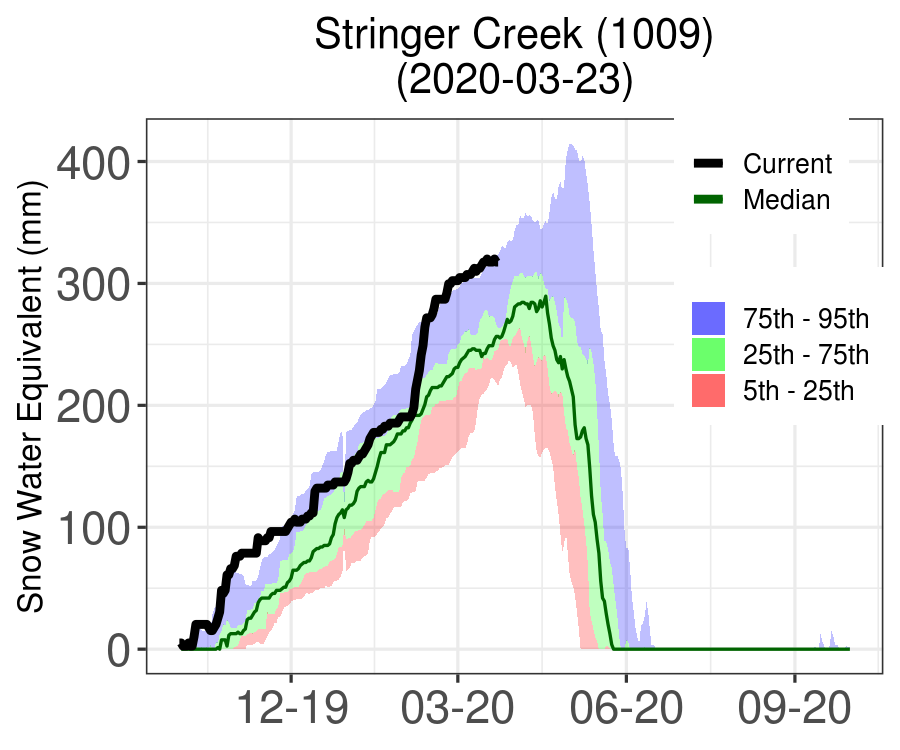 Stringer Creek (1009)
(2020-03-23)
Snow Water Equivalent (mm)
400
300
200
100
0
12-19
03-20
06-20
09-20
Current
Median
75th - 95th
25th - 75th
5th - 25th